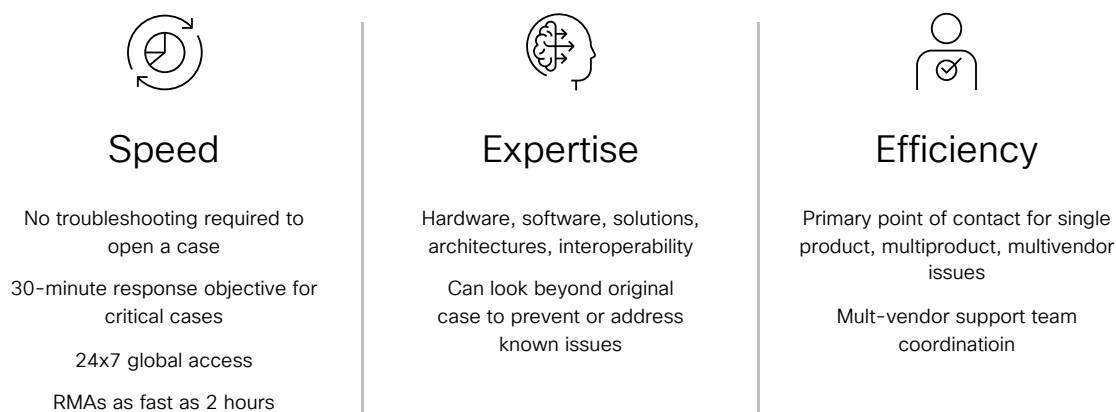 Speed
No troubleshooting required to
open a case
30-minute response objective for
critical cases
24x7 global access
RMAs as fast as 2 hours
Expertise
Hardware, software, solutions,
architectures, interoperability
Can look beyond original
case to prevent or address
known issues
Efficiency
Primary point of contact for single
product, multiproduct, multivendor
issues
Mult-vendor support team
coordinatioin